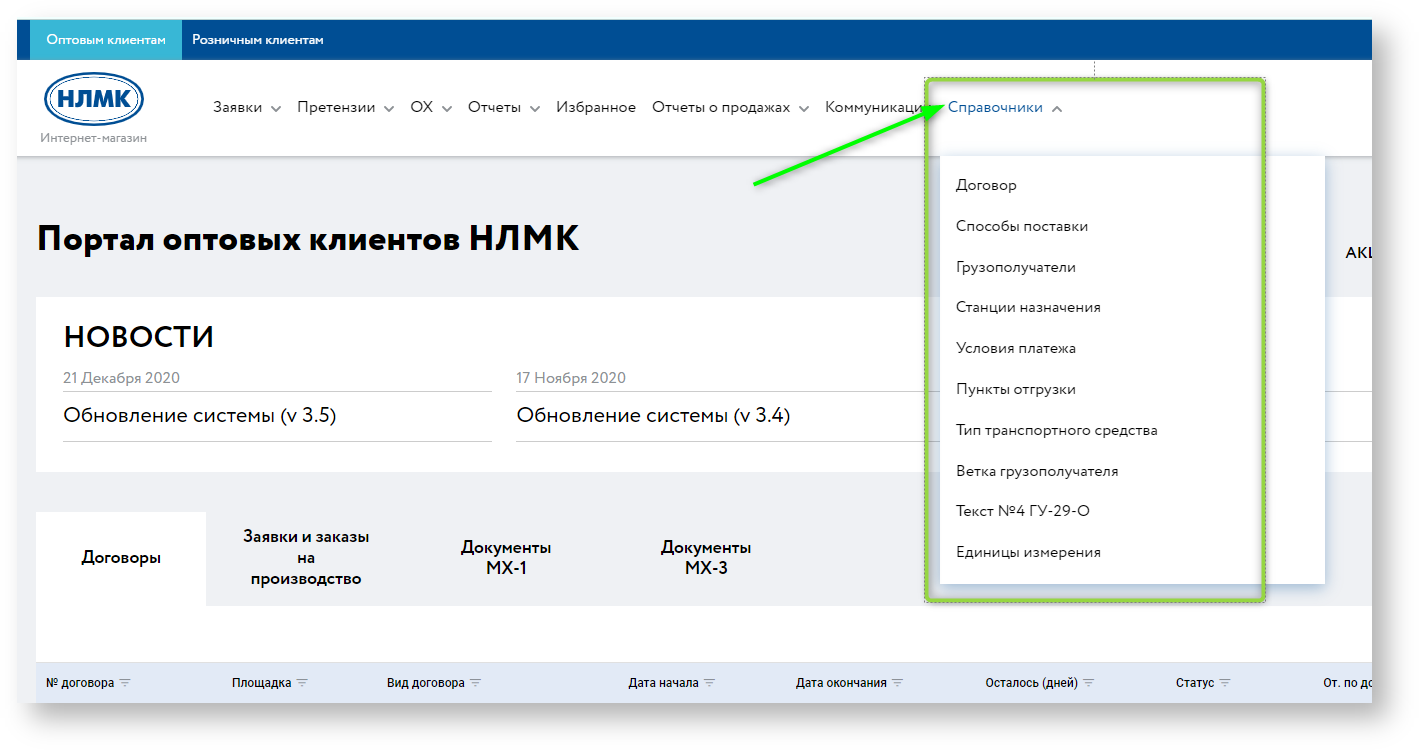 Оптовым клиентам Розничным клиентам
НЛМК
Интернет-магазин
Заявки Претензии ОХ Отчеты Избранное Отчеты о продажах Коммуникаци Справочники
Договор
Способы поставки
Грузополучатели
Станции назначения
Условия платежа
Пункты отгрузки
Тип транспортного средства
Ветка грузополучателя
Текст №4 ГУ-29-О
Единицы измерения
Портал оптовых клиентов НЛМК
АКЦ
НОВОСТИ
21 Декабря 2020 17 Ноября 2020
Обновление системы (v 3.5) Обновление системы (v 3.4)
Договоры
Заявки и заказы
на
производство
Документы
МХ-1
Документы
МХ-3
№ договора Площадка Вид договора Дата начала Дата окончания Осталось (дней) Статус От. по до